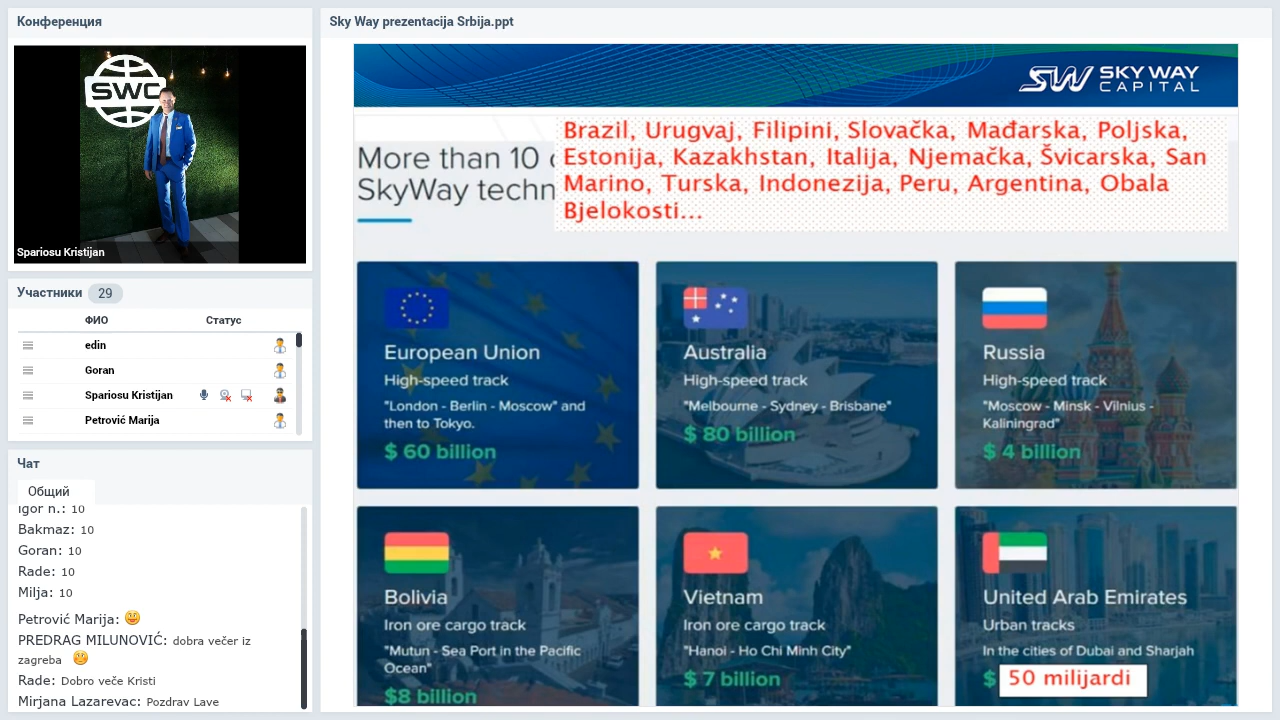 Конференция
SWC
Spariosu Kristijan
Участники 29
ФИО Статус
edin
Goran
Spariosu Kristijan
Petrović Marija
Чат
Общий
igor n.: 10
Bakmaz: 10
Goran: 10
Rade: 10
Milja: 10
Petrović Marija:
PREDRAG MILUNOVIĆ: dobra večer iz
zagreba
Rade: Dobro veče Kristi
Mirjana Lazarevac: Pozdrav Lave
Sky Way prezentacija Srbija.ppt
SW SKY WAY
CAPITAL
Brazil, Urugvaj, Filipini, Slovačka, Mađarska, Poljska,
Estonija, Kazakhstan, Italija, Njemačka, Švicarska, San
Marino, Turska, Indonezija, Peru, Argentina, Obala
Bjelokosti...
More than 10
SkyWay techn
European Union
High-speed track
"London - Berlin - Moscow" and
then to Tokyo.
$ 60 billion
Australia
High-speed track
"Melbourne - Sydney - Brisbane"
$ 80 billion
Russia
High-speed track
"Moscow - Minsk - Vilnius -
Kaliningrad"
$ 4 billion
Bolivia
Iron ore cargo track
"Mutun - Sea Port in the Pacific
Ocean"
$8 billion
Vietnam
Iron ore cargo track
"Hanoi - Ho Chi Minh City"
$ 7 billion
United Arab Emirates
Urban tracks
In the cities of Dubai and Sharjah
$ 50 milijardi